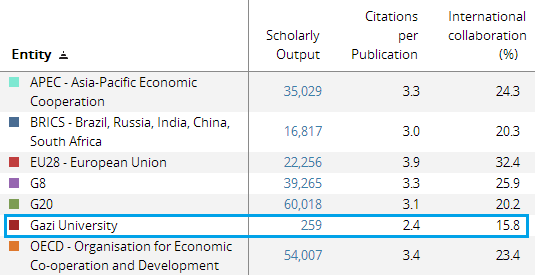 Entity Scholarly Output Citations per Publication International collaboration (%)
APEC - Asia-Pacific Economic Cooperation 35,029 3.3 24.3
BRICS - Brazil, Russia, India, China, South Africa 16,817 3.0 20.3
EU28 - European Union 22,256 3.9 32.4
G8 39,265 3.3 25.9
G20 60,018 3.1 20.2
Gazi University 259 2.4 15.8
OECD - Organisation for Economic Co-operation and Development 54,007 3.4 23.4